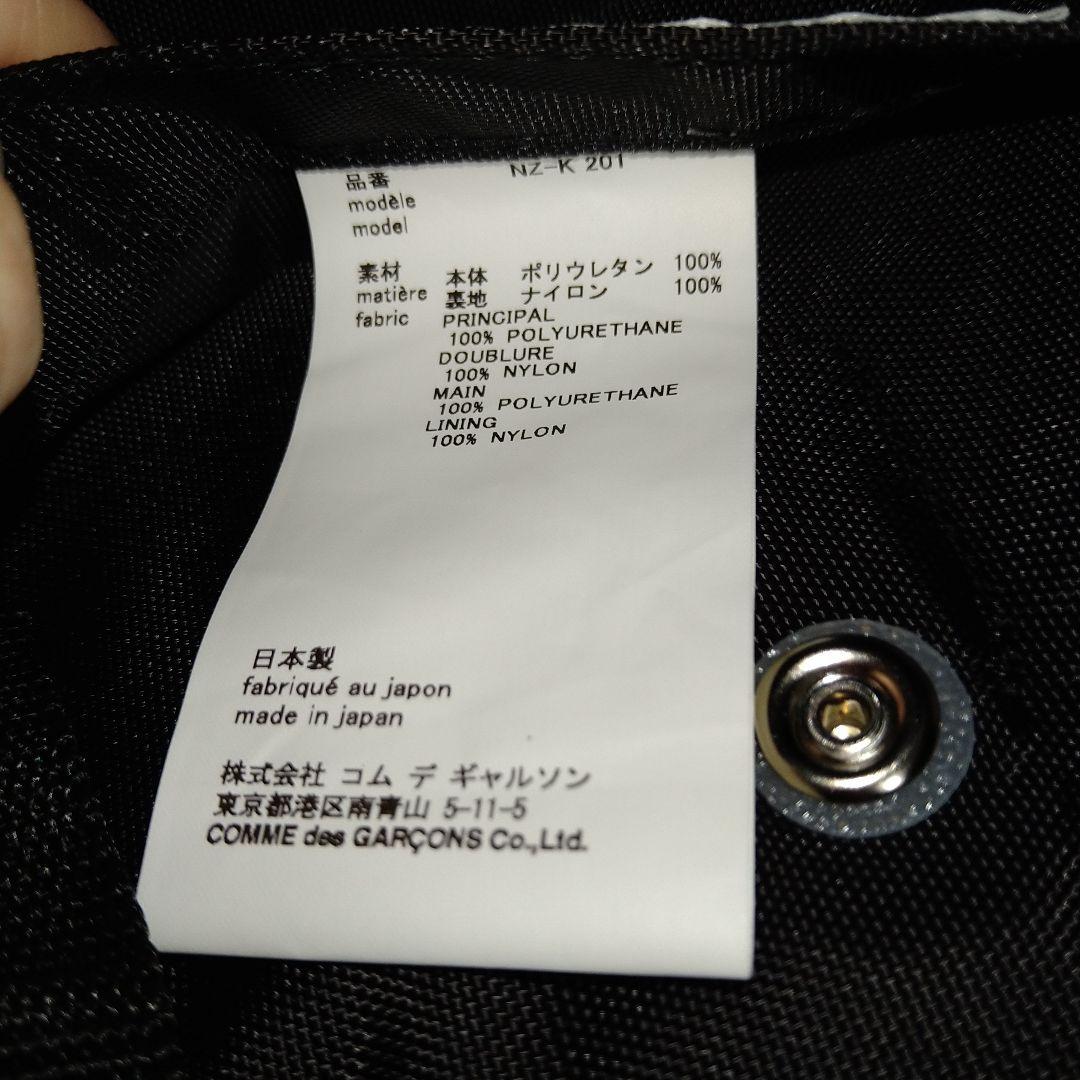 品番 NZ-K 201
modèle
model
素材 本体 ポリウレタン 100%
matière 裏地 ナイロン 100%
fabric PRINCIPAL
100% POLYURETHANE
DOUBLURE
100% NYLON
MAIN
100% POLYURETHANE
LINING
100% NYLON
日本製
fabriqué au japon
made in japan
株式会社 コム デ ギャルソン
東京都港区南青山 5-11-5
COMME des GARÇONS Co.,Ltd.